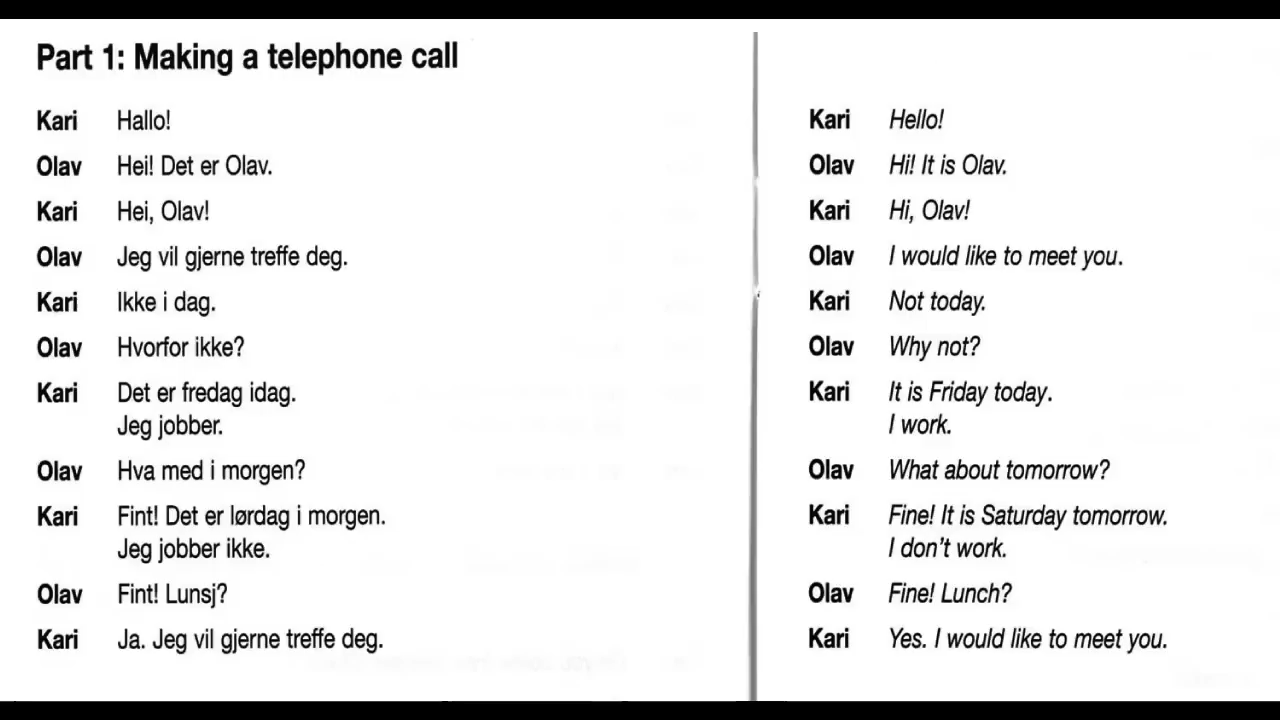 Part 1: Making a telephone call
Kari Hallo!
Olav Hei! Det er Olav.
Kari Hei, Olav!
Olav Jeg vil gjerne treffe deg.
Kari Ikke i dag.
Olav Hvorfor ikke?
Kari Det er fredag idag.
Jeg jobber.
Olav Hva med i morgen?
Kari Fint! Det er lørdag i morgen.
Jeg jobber ikke.
Olav Fint! Lunsj?
Kari Ja. Jeg vil gjerne treffe deg.
Kari Hello!
Olav Hi! It is Olav.
Kari Hi, Olav!
Olav I would like to meet you.
Kari Not today.
Olav Why not?
Kari It is Friday today.
I work.
Olav What about tomorrow?
Kari Fine! It is Saturday tomorrow.
I don't work.
Olav Fine! Lunch?
Kari Yes. I would like to meet you.